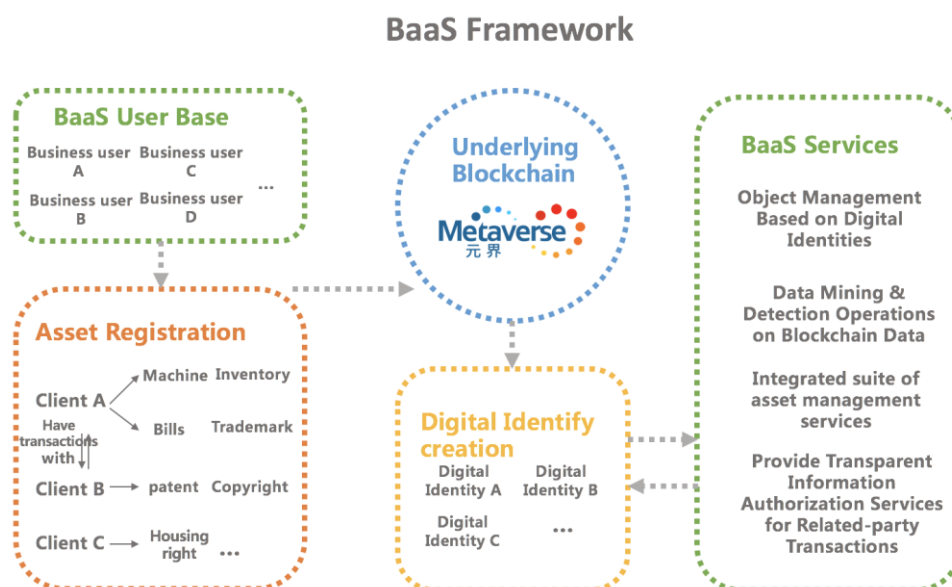 BaaS Framework
BaaS User Base
Business user
A
Business user
C
Business user
B
Business user
D
...
Asset Registration
Client A
Machine
Inventory
Bills
Trademark
Have
transactions
with
Client B
patent
Copyright
Client C
Housing
right
...
Underlying
Blockchain
Metaverse
元界
Digital Identify
creation
Digital
Identity A
Digital
Identity B
Digital
Identity C
...
BaaS Services
Object Management
Based on Digital
Identities
Data Mining &
Detection Operations
on Blockchain Data
Integrated suite of
asset management
services
Provide Transparent
Information
Authorization Services
for Related-party
Transactions